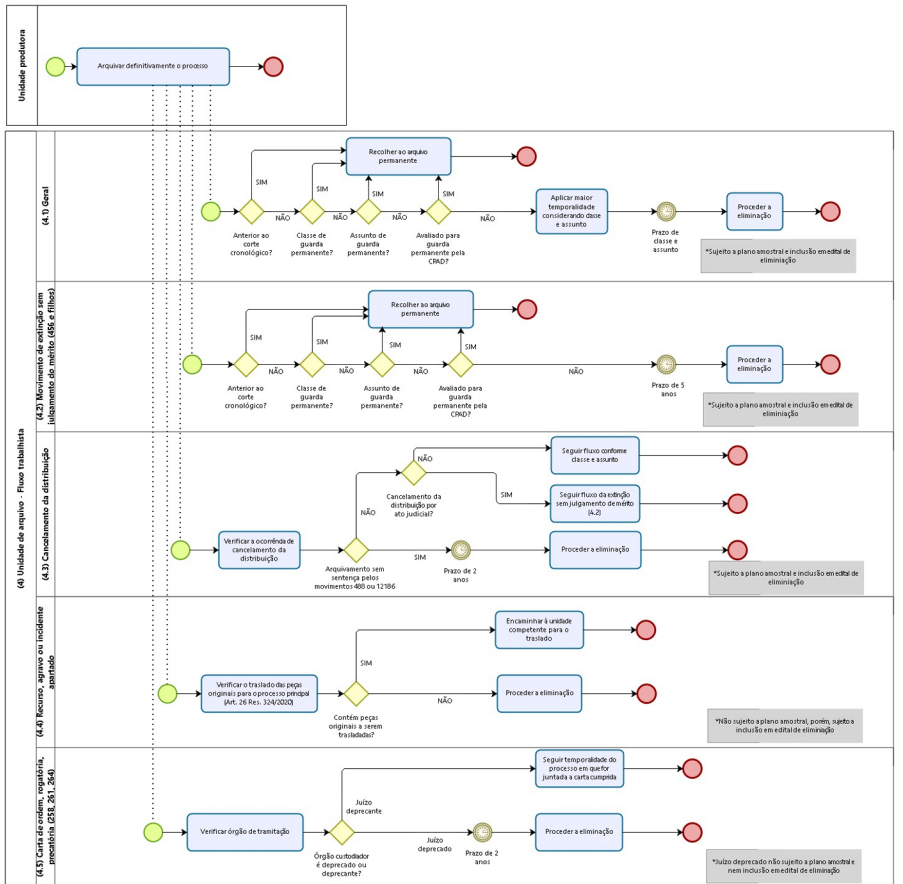 Unidade produtora
Arquivar definitivamente o processo
(4) Unidade de arquivo - Fluxo trabalhista
(4.1) Geral
Recolher ao arquivo
permanente
SIM
SIM
SIM
SIM
NÃO
NÃO
NÃO
NÃO
Anterior ao
corte
cronológico?
Classe de
guarda
permanente?
Assunto de
guarda
permanente?
Avaliado para
guarda
permanente pela
CPAD?
Aplicar maior
temporalidade
considerando classe
e assunto
Prazo de
classe e
assunto
Proceder a
eliminação
*Sujeito a plano amostral e inclusão em edital de
eliminiação
(4.2) Movimento de extinção sem
julgamento do mérito (456 e filhos)
Recolher ao arquivo
permanente
SIM
SIM
SIM
SIM
NÃO
NÃO
NÃO
NÃO
Anterior ao
corte
cronológico?
Classe de
guarda
permanente?
Assunto de
guarda
permanente?
Avaliado para
guarda
permanente pela
CPAD?
Prazo de 5
anos
Proceder a
eliminação
*Sujeito a plano amostral e inclusão em edital de
eliminiação
(4.3) Cancelamento da distribuição
Verificar a ocorrência de
cancelamento da
distribuição
Arquivamento sem
sentença pelos
movimentos 488 ou 12186
NÃO
Cancelamento da
distribuição por
ato judicial?
NÃO
Seguir fluxo conforme
classe e assunto
SIM
Seguir fluxo da extinção
sem julgamento de mérito
(4.2)
SIM
Prazo de 2
anos
Proceder a eliminação
*Sujeito a plano amostral e inclusão em edital de
eliminiação
(4.4) Recurso, agravo ou incidente
apartado
Verificar o traslado das peças
originais para o processo principal
(Art. 26 Res. 324/2020)
Contém peças
originais a serem
trasladadas?
SIM
Encaminhar à unidade
competente para o
traslado
NÃO
Proceder a eliminação
*Não sujeito a plano amostral, porém, sujeito a
inclusão em edital de eliminiação
(4.5) Carta de ordem, rogatória,
precatória (258, 261, 264)
Verificar órgão de tramitação
Órgão custodiador
é deprecado ou
deprecante?
Juízo
deprecante
Seguir temporalidade do
processo em que for
juntada a carta cumprida
Juízo
deprecado
Prazo de 2
anos
Proceder a eliminação
*Juízo deprecado não sujeito a plano amostral e
nem inclusão em edital de eliminação